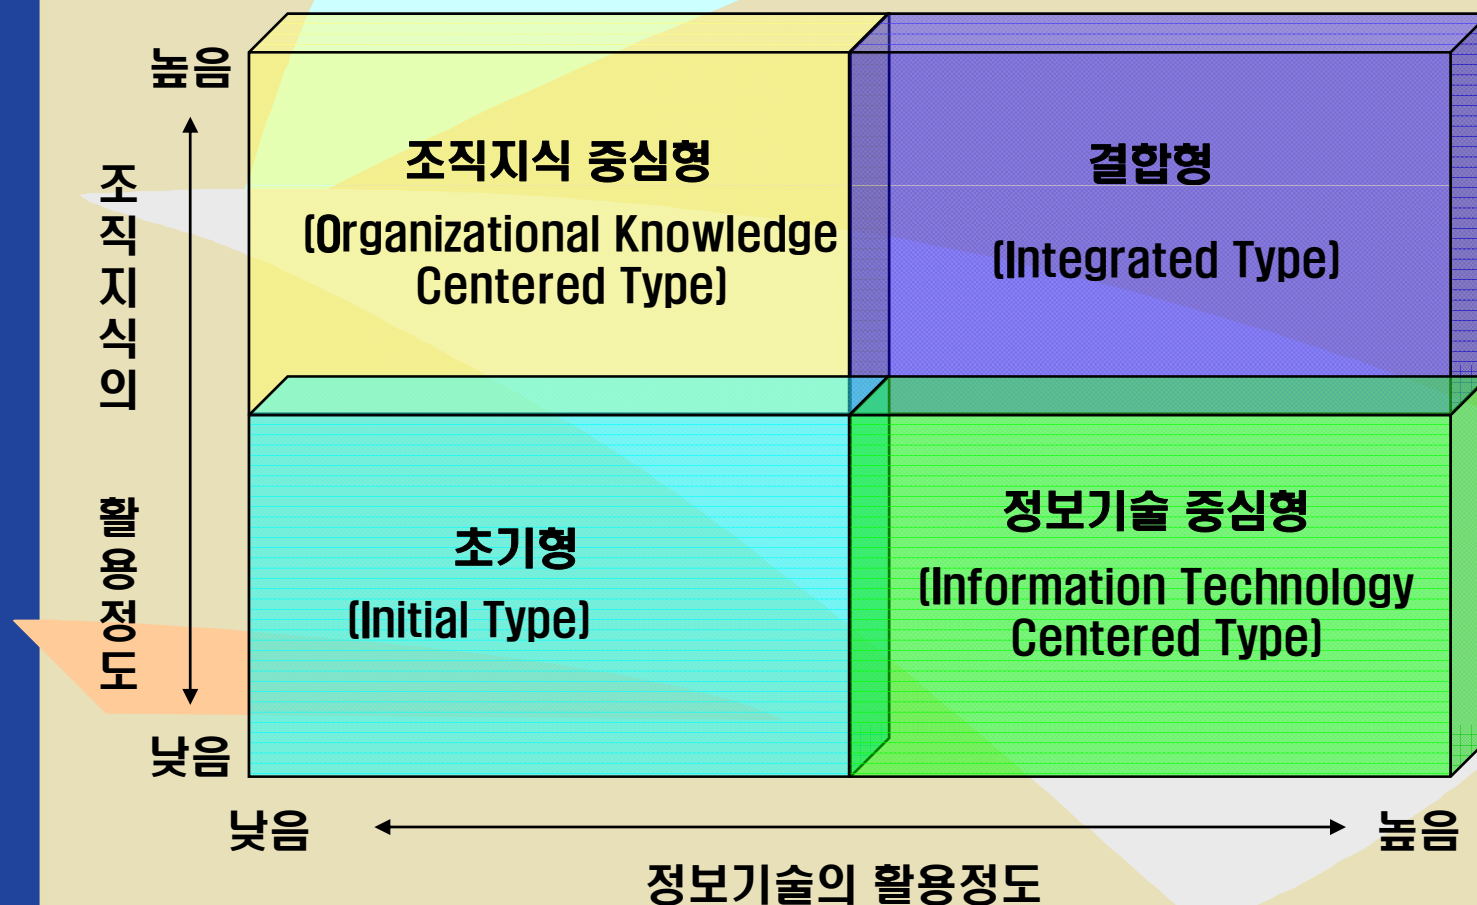 높음
조직지식의 활용정도
낮음
조직지식 중심형
(Organizational Knowledge
Centered Type)
결합형
(Integrated Type)
초기형
(Initial Type)
정보기술 중심형
(Information Technology
Centered Type)
낮음
높음
정보기술의 활용정도